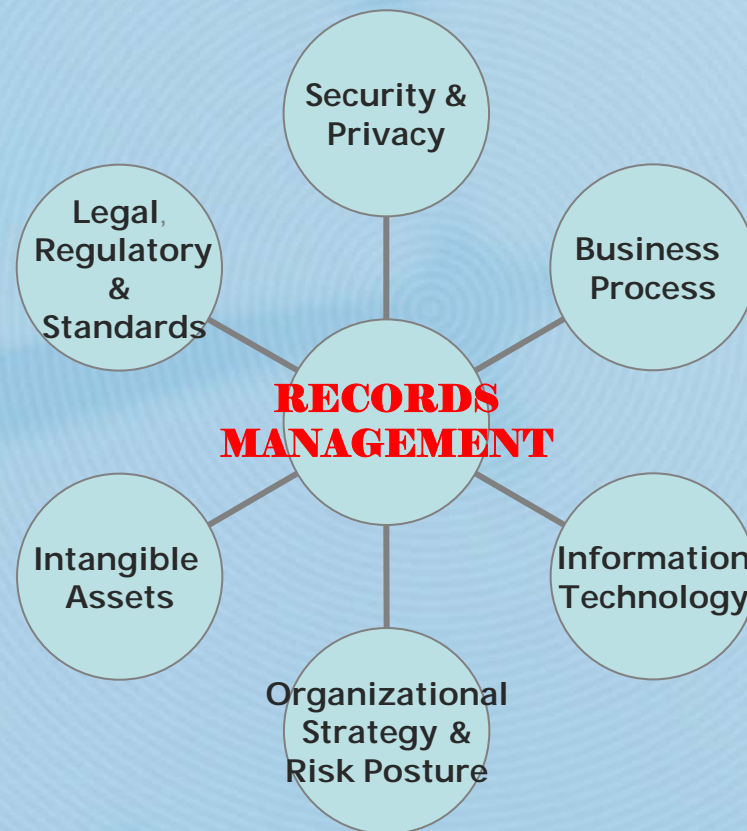 Security &
Privacy
Legal,
Regulatory
&
Standards
Business
Process
RECORDS
MANAGEMENT
Intangible
Assets
Information
Technology
Organizational
Strategy &
Risk Posture